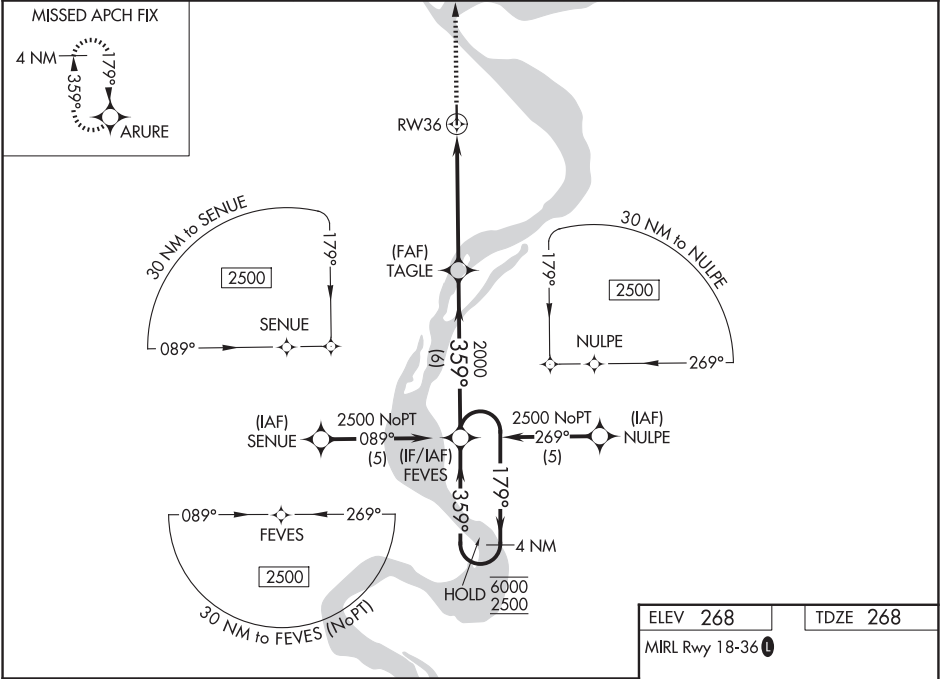 MISSED APCH FIX
4 NM
179°
359°
ARURE
RW36
30 NM to SENUE
179°
2500
SENUE
089°
(FAF)
TAGLE
30 NM to NULPE
179°
2500
NULPE
269°
2000
359°
(6)
(IAF)
SENUE
2500 NoPT
089°
(5)
(IF/IAF)
FEVES
2500 NoPT
269°
(5)
(IAF)
NULPE
359°
179°
4 NM
HOLD
6000
2500
089°
269°
FEVES
2500
30 NM to FEVES (NoPT)
ELEV 268
TDZE 268
MIRL Rwy 18-36 L